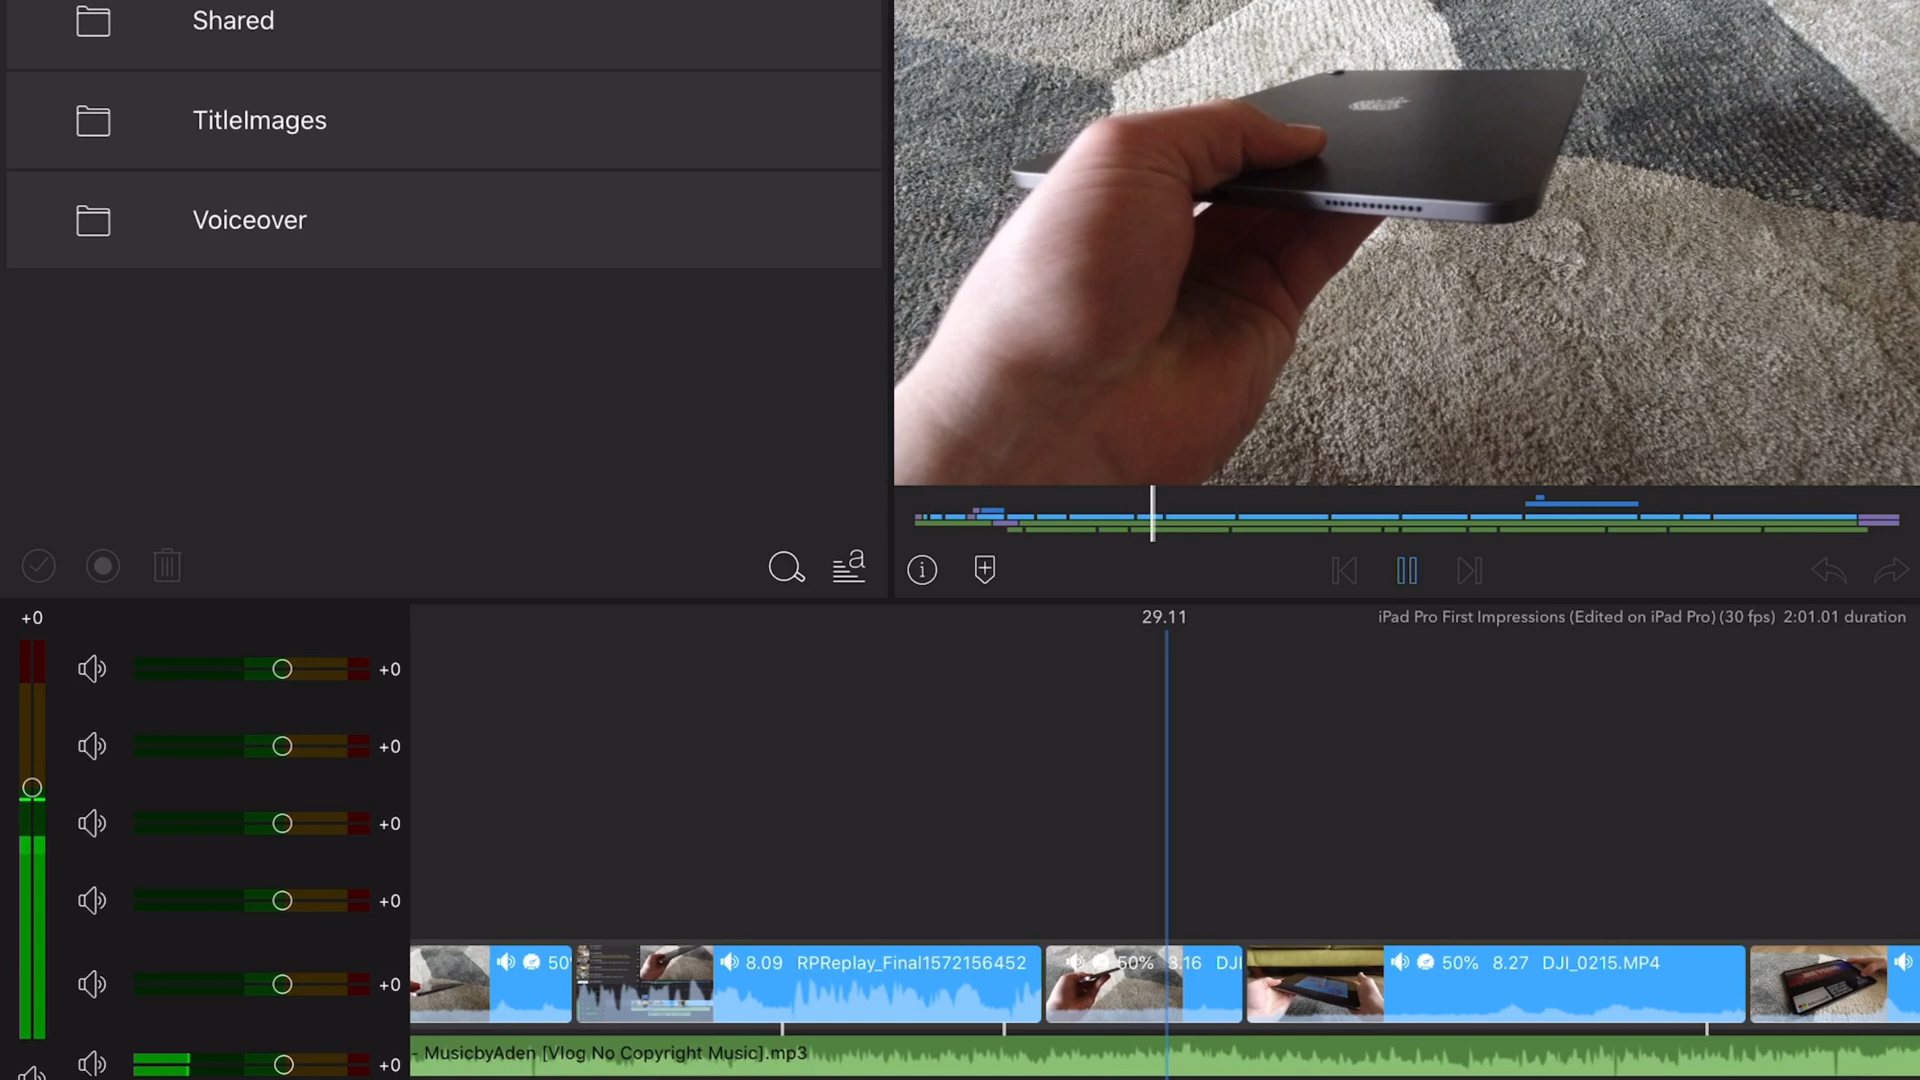 Shared
TitleImages
Voiceover
a
+0
29.11
iPad Pro First Impressions (Edited on iPad Pro) (30 fps) 2:01.01 duration
+0
+0
+0
+0
50
8.09 RPReplay_Final1572156452
50% 3.16 DJI
50% 8.27 DJI_0215.MP4
+0
- MusicbyAden [Vlog No Copyright Music].mp3
+0